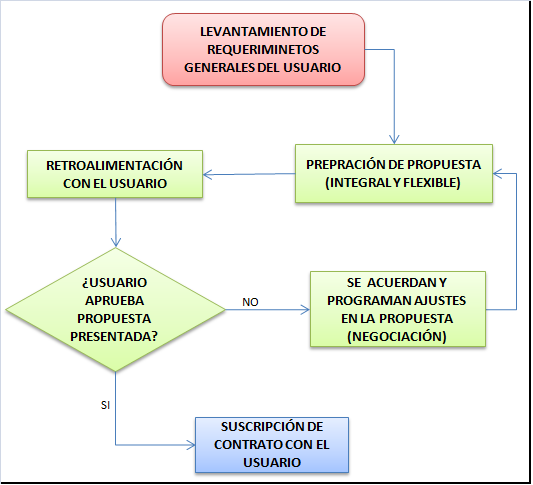 LEVANTAMIENTO DE
REQUERIMINETOS
GENERALES DEL USUARIO
PREPRACIÓN DE PROPUESTA
(INTEGRAL Y FLEXIBLE)
RETROALIMENTACIÓN
CON EL USUARIO
¿USUARIO
APRUEBA
PROPUESTA
PRESENTADA?
NO
SE ACUERDAN Y
PROGRAMAN AJUSTES
EN LA PROPUESTA
(NEGOCIACIÓN)
SI
SUSCRIPCIÓN DE
CONTRATO CON EL
USUARIO